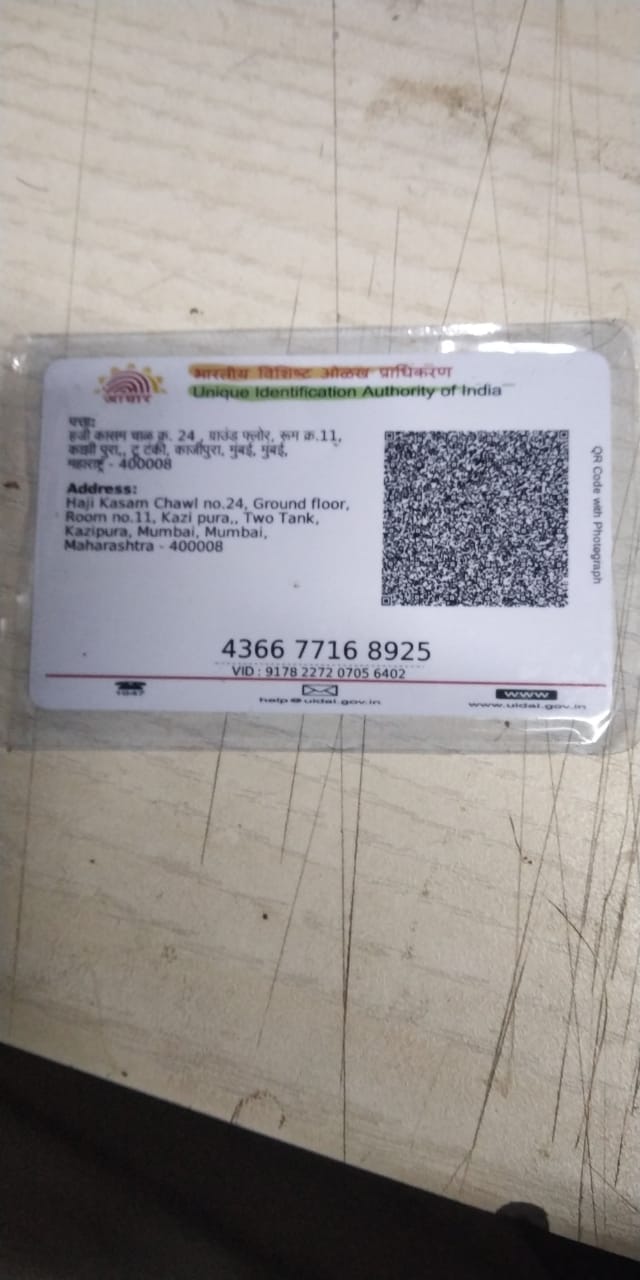 भारतीय विशिष्ट ओळख प्राधिकरण
Unique Identification Authority of India
आधार
पत्ता:
हजी कासम चाळ क्र. 24 , ग्राउंड फ्लोर, रूम क्र.11,
काझी पुरा,, टू टंकी, काजीपुरा, मुंबई, मुंबई,
महाराष्ट्र - 400008
Address:
Haji Kasam Chawl no.24, Ground floor,
Room no.11, Kazi pura,, Two Tank,
Kazipura, Mumbai, Mumbai,
Maharashtra - 400008
QR Code with Photograph
4366 7716 8925
VID : 9178 2272 0705 6402
1947
help@uidai.gov.in
www
www.uidai.gov.in